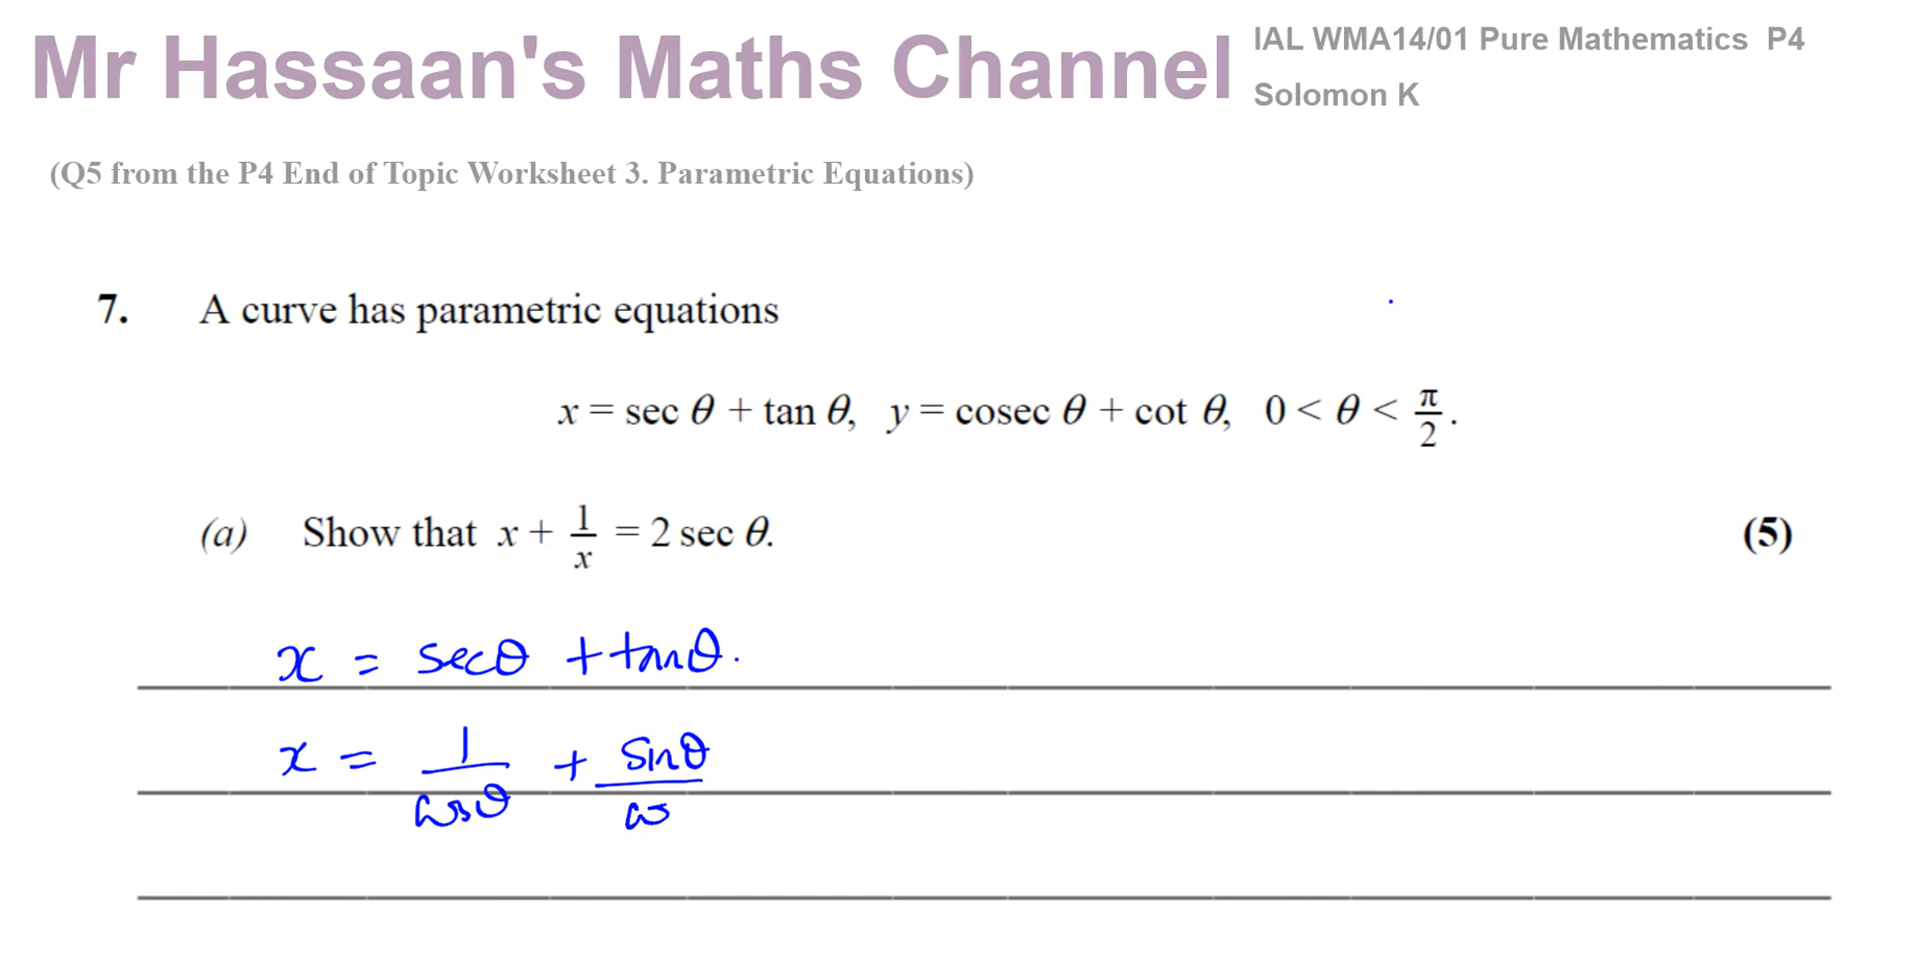 Mr Hassaan's Maths Channel
IAL WMA14/01 Pure Mathematics P4
Solomon K
(Q5 from the P4 End of Topic Worksheet 3. Parametric Equations)
7. A curve has parametric equations
x = sec θ + tan θ, y = cosec θ + cot θ, 0 < θ < π/2.
(a) Show that x + 1/x = 2 sec θ. (5)
x = secθ + tanθ.
x = 1/cosθ + sinθ/cos